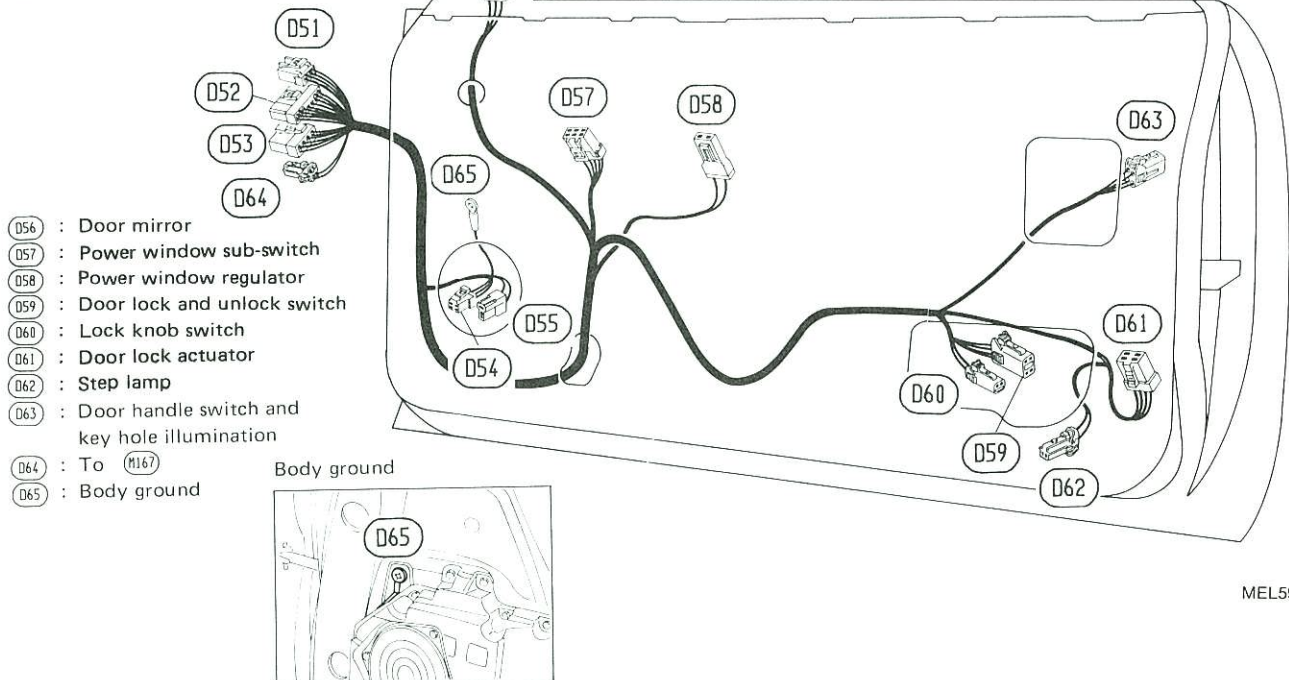 D51
D52
D53
D64
D57
D58
D63
D65
D55
D54
D61
D60
D59
D62
D56 : Door mirror
D57 : Power window sub-switch
D58 : Power window regulator
D59 : Door lock and unlock switch
D60 : Lock knob switch
D61 : Door lock actuator
D62 : Step lamp
D63 : Door handle switch and
key hole illumination
D64 : To M167
D65 : Body ground
Body ground
D65